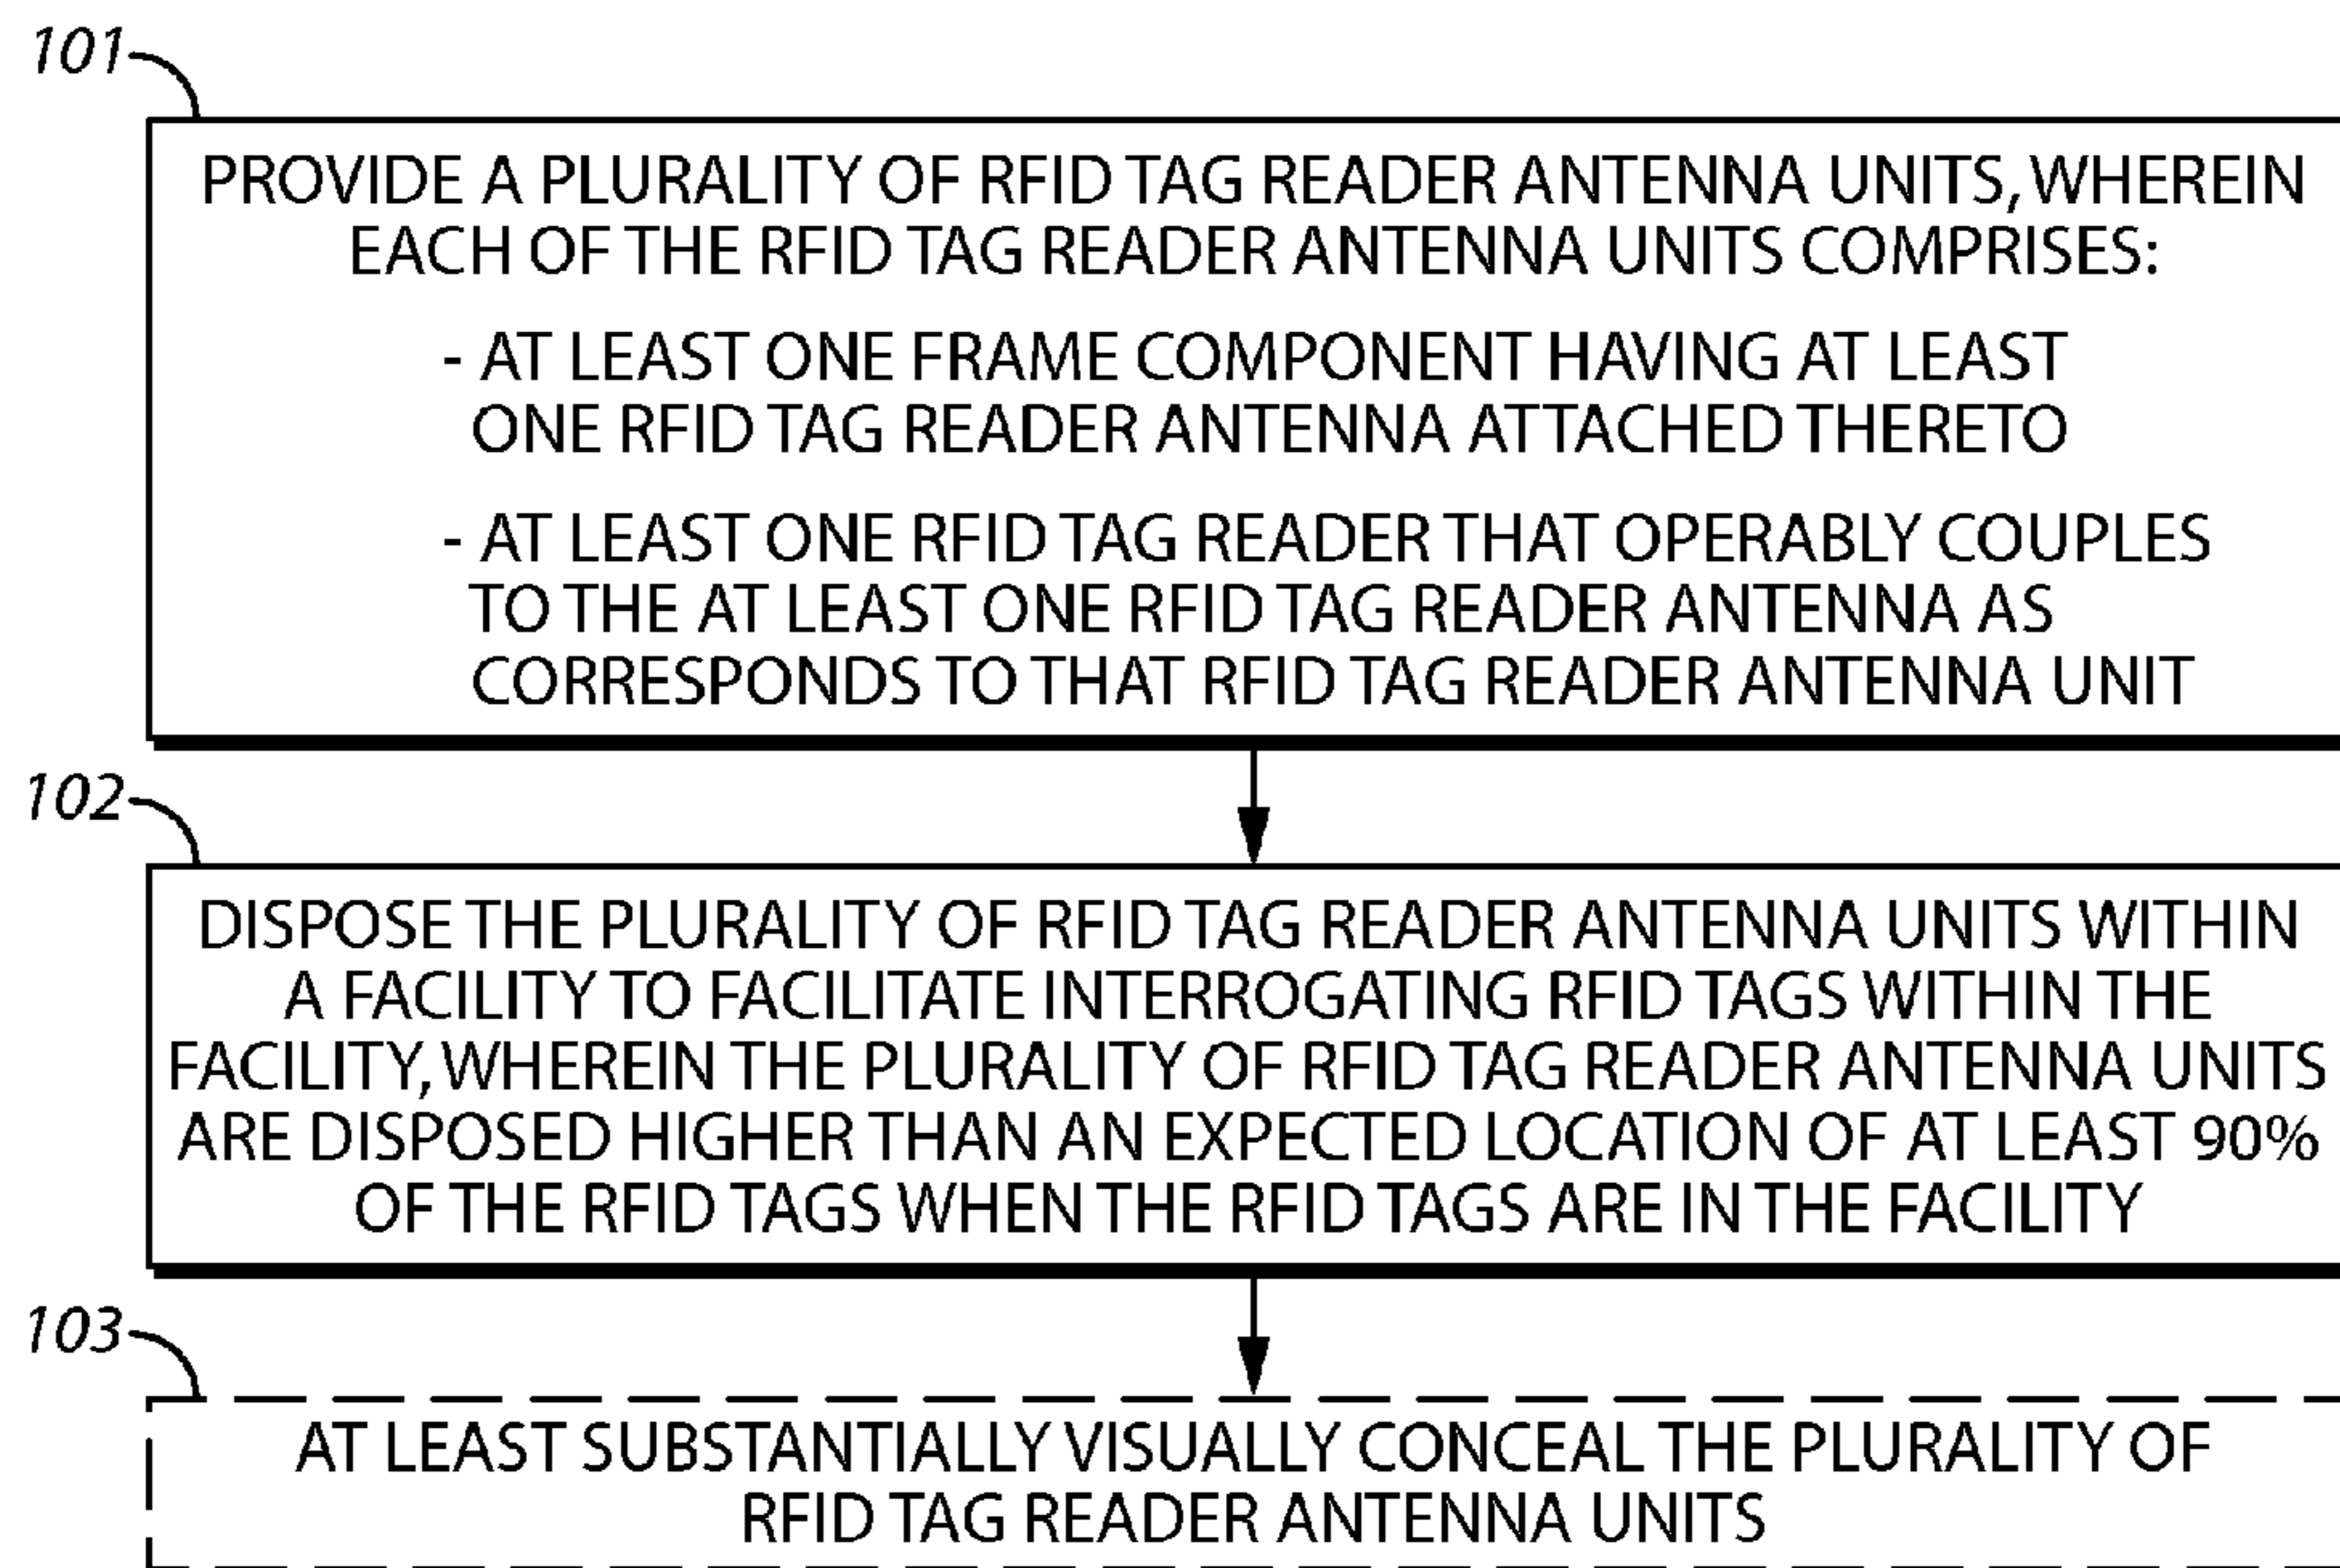 101
PROVIDE A PLURALITY OF RFID TAG READER ANTENNA UNITS, WHEREIN
EACH OF THE RFID TAG READER ANTENNA UNITS COMPRISES:
- AT LEAST ONE FRAME COMPONENT HAVING AT LEAST
ONE RFID TAG READER ANTENNA ATTACHED THERETO
- AT LEAST ONE RFID TAG READER THAT OPERABLY COUPLES
TO THE AT LEAST ONE RFID TAG READER ANTENNA AS
CORRESPONDS TO THAT RFID TAG READER ANTENNA UNIT
102
DISPOSE THE PLURALITY OF RFID TAG READER ANTENNA UNITS WITHIN
A FACILITY TO FACILITATE INTERROGATING RFID TAGS WITHIN THE
FACILITY, WHEREIN THE PLURALITY OF RFID TAG READER ANTENNA UNITS
ARE DISPOSED HIGHER THAN AN EXPECTED LOCATION OF AT LEAST 90%
OF THE RFID TAGS WHEN THE RFID TAGS ARE IN THE FACILITY
103
AT LEAST SUBSTANTIALLY VISUALLY CONCEAL THE PLURALITY OF
RFID TAG READER ANTENNA UNITS